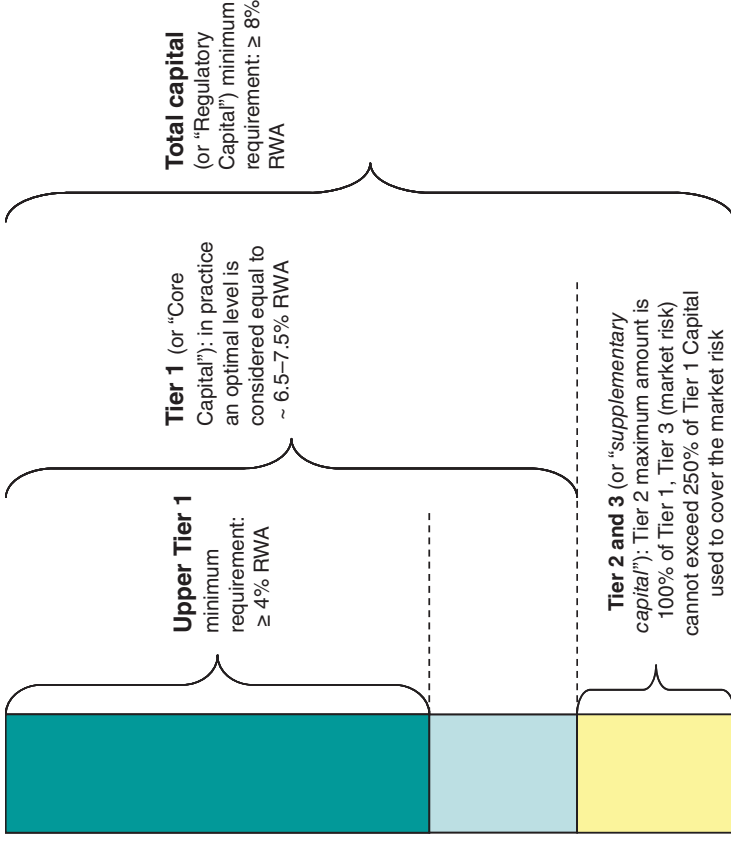 Upper Tier 1
minimum
requirement:
≥ 4% RWA
Tier 1 (or “Core
Capital”): in practice
an optimal level is
considered equal to
~ 6.5–7.5% RWA
Total capital
(or “Regulatory
Capital”) minimum
requirement: ≥ 8%
RWA
Tier 2 and 3 (or “supplementary
capital”): Tier 2 maximum amount is
100% of Tier 1, Tier 3 (market risk)
cannot exceed 250% of Tier 1 Capital
used to cover the market risk